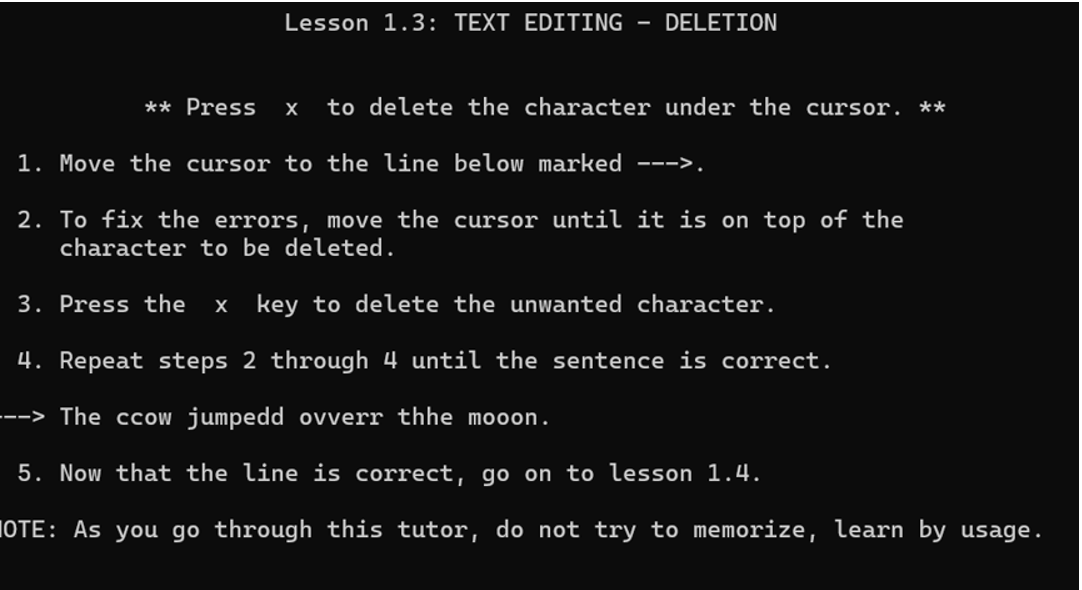 Lesson 1.3: TEXT EDITING - DELETION
** Press  x  to delete the character under the cursor. **
1. Move the cursor to the line below marked --->.
2. To fix the errors, move the cursor until it is on top of the
character to be deleted.
3. Press the  x  key to delete the unwanted character.
4. Repeat steps 2 through 4 until the sentence is correct.
---> The ccow jumpedd ovverr thhe mooon.
5. Now that the line is correct, go on to lesson 1.4.
NOTE: As you go through this tutor, do not try to memorize, learn by usage.